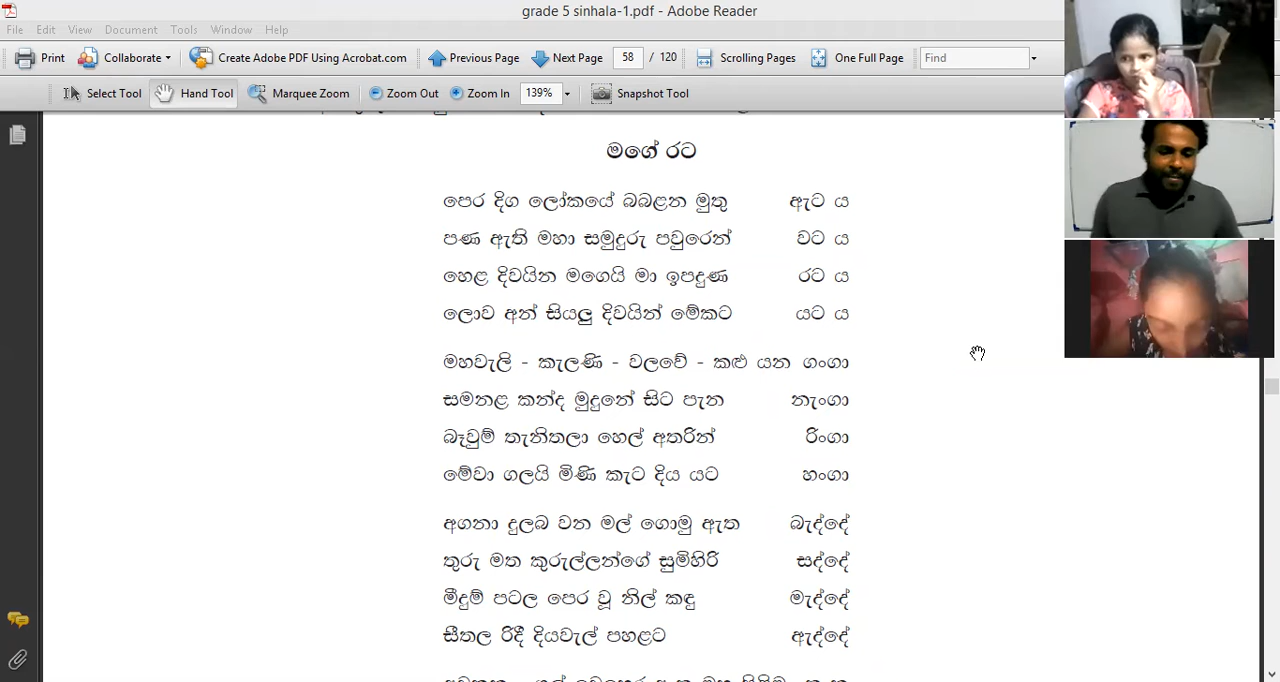 grade 5 sinhala-1.pdf - Adobe Reader
File Edit View Document Tools Window Help
Print Collaborate Create Adobe PDF Using Acrobat.com Previous Page Next Page 58 / 120 Scrolling Pages One Full Page Find
Select Tool Hand Tool Marquee Zoom Zoom Out Zoom In 139% Snapshot Tool
මගේ රට
පෙර දිග ලෝකයේ බබළන මුතු ඇට ය
පණ ඇති මහා සමුදුරු පවුරෙන් වට ය
හෙළ දිවයින මගෙයි මා ඉපදුණ රට ය
ලොව අන් සියලු දිවයින් මේකට යට ය
මහවැලි - කැලණි - වලවේ - කළු යන ගංගා
සමනළ කන්ද මුදුනේ සිට පැන නැංගා
බෑවුම් තැනිතලා හෙල් අතරින් රිංගා
මේවා ගලයි මිණි කැට දිය යට හංගා
අගනා දුලබ වන මල් ගොමු ඇත බැද්දේ
තුරු මත කුරුල්ලන්ගේ සුමිහිරි සද්දේ
මීදුම් පටල පෙර වූ නිල් කඳු මැද්දේ
සීතල රිදී දියවැල් පහළට ඇද්දේ